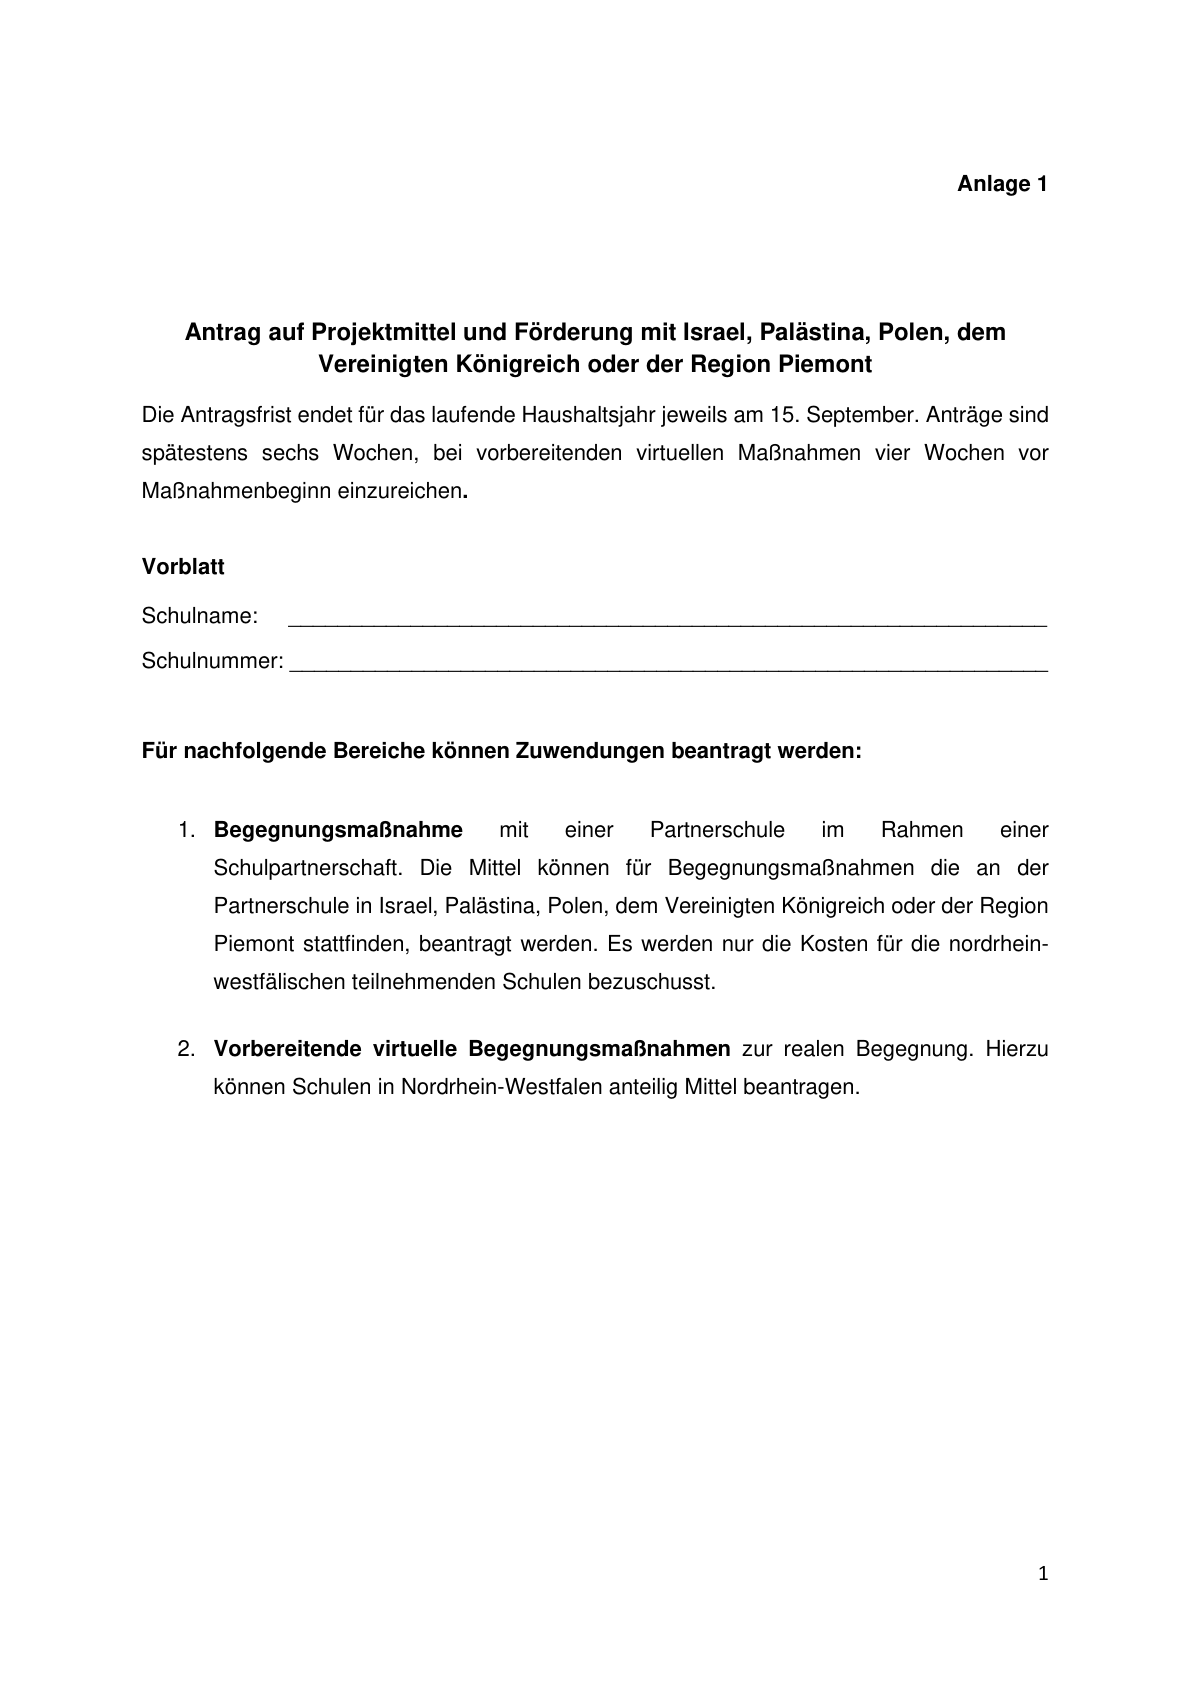 Anlage 1
Antrag auf Projektmittel und Förderung mit Israel, Palästina, Polen, dem
Vereinigten Königreich oder der Region Piemont
Die Antragsfrist endet für das laufende Haushaltsjahr jeweils am 15. September. Anträge sind
spätestens sechs Wochen, bei vorbereitenden virtuellen Maßnahmen vier Wochen vor
Maßnahmenbeginn einzureichen.
Vorblatt
Schulname: ______________________________________________________________
Schulnummer: ______________________________________________________________
Für nachfolgende Bereiche können Zuwendungen beantragt werden:
1. Begegnungsmaßnahme mit einer Partnerschule im Rahmen einer
Schulpartnerschaft. Die Mittel können für Begegnungsmaßnahmen die an der
Partnerschule in Israel, Palästina, Polen, dem Vereinigten Königreich oder der Region
Piemont stattfinden, beantragt werden. Es werden nur die Kosten für die nordrhein-
westfälischen teilnehmenden Schulen bezuschusst.
2. Vorbereitende virtuelle Begegnungsmaßnahmen zur realen Begegnung. Hierzu
können Schulen in Nordrhein-Westfalen anteilig Mittel beantragen.
1